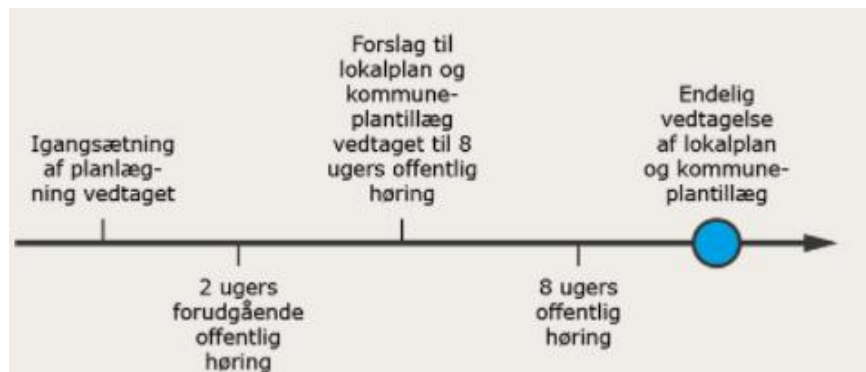 Igangsætning
af planlæg-
ning vedtaget
2 ugers
forudgående
offentlig
høring
Forslag til
lokalplan og
kommune-
plantillæg
vedtaget til 8
ugers offentlig
høring
8 ugers
offentlig
høring
Endelig
vedtagelse
af lokalplan
og kommune-
plantillæg